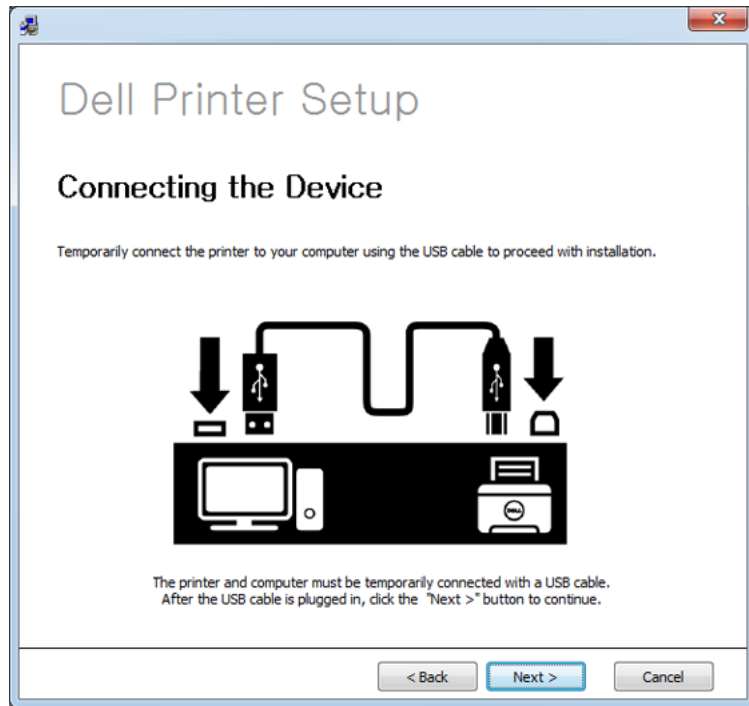 Dell Printer Setup
Connecting the Device
Temporarily connect the printer to your computer using the USB cable to proceed with installation.
DELL
The printer and computer must be temporarily connected with a USB cable.
After the USB cable is plugged in, click the "Next >" button to continue.
< Back Next > Cancel